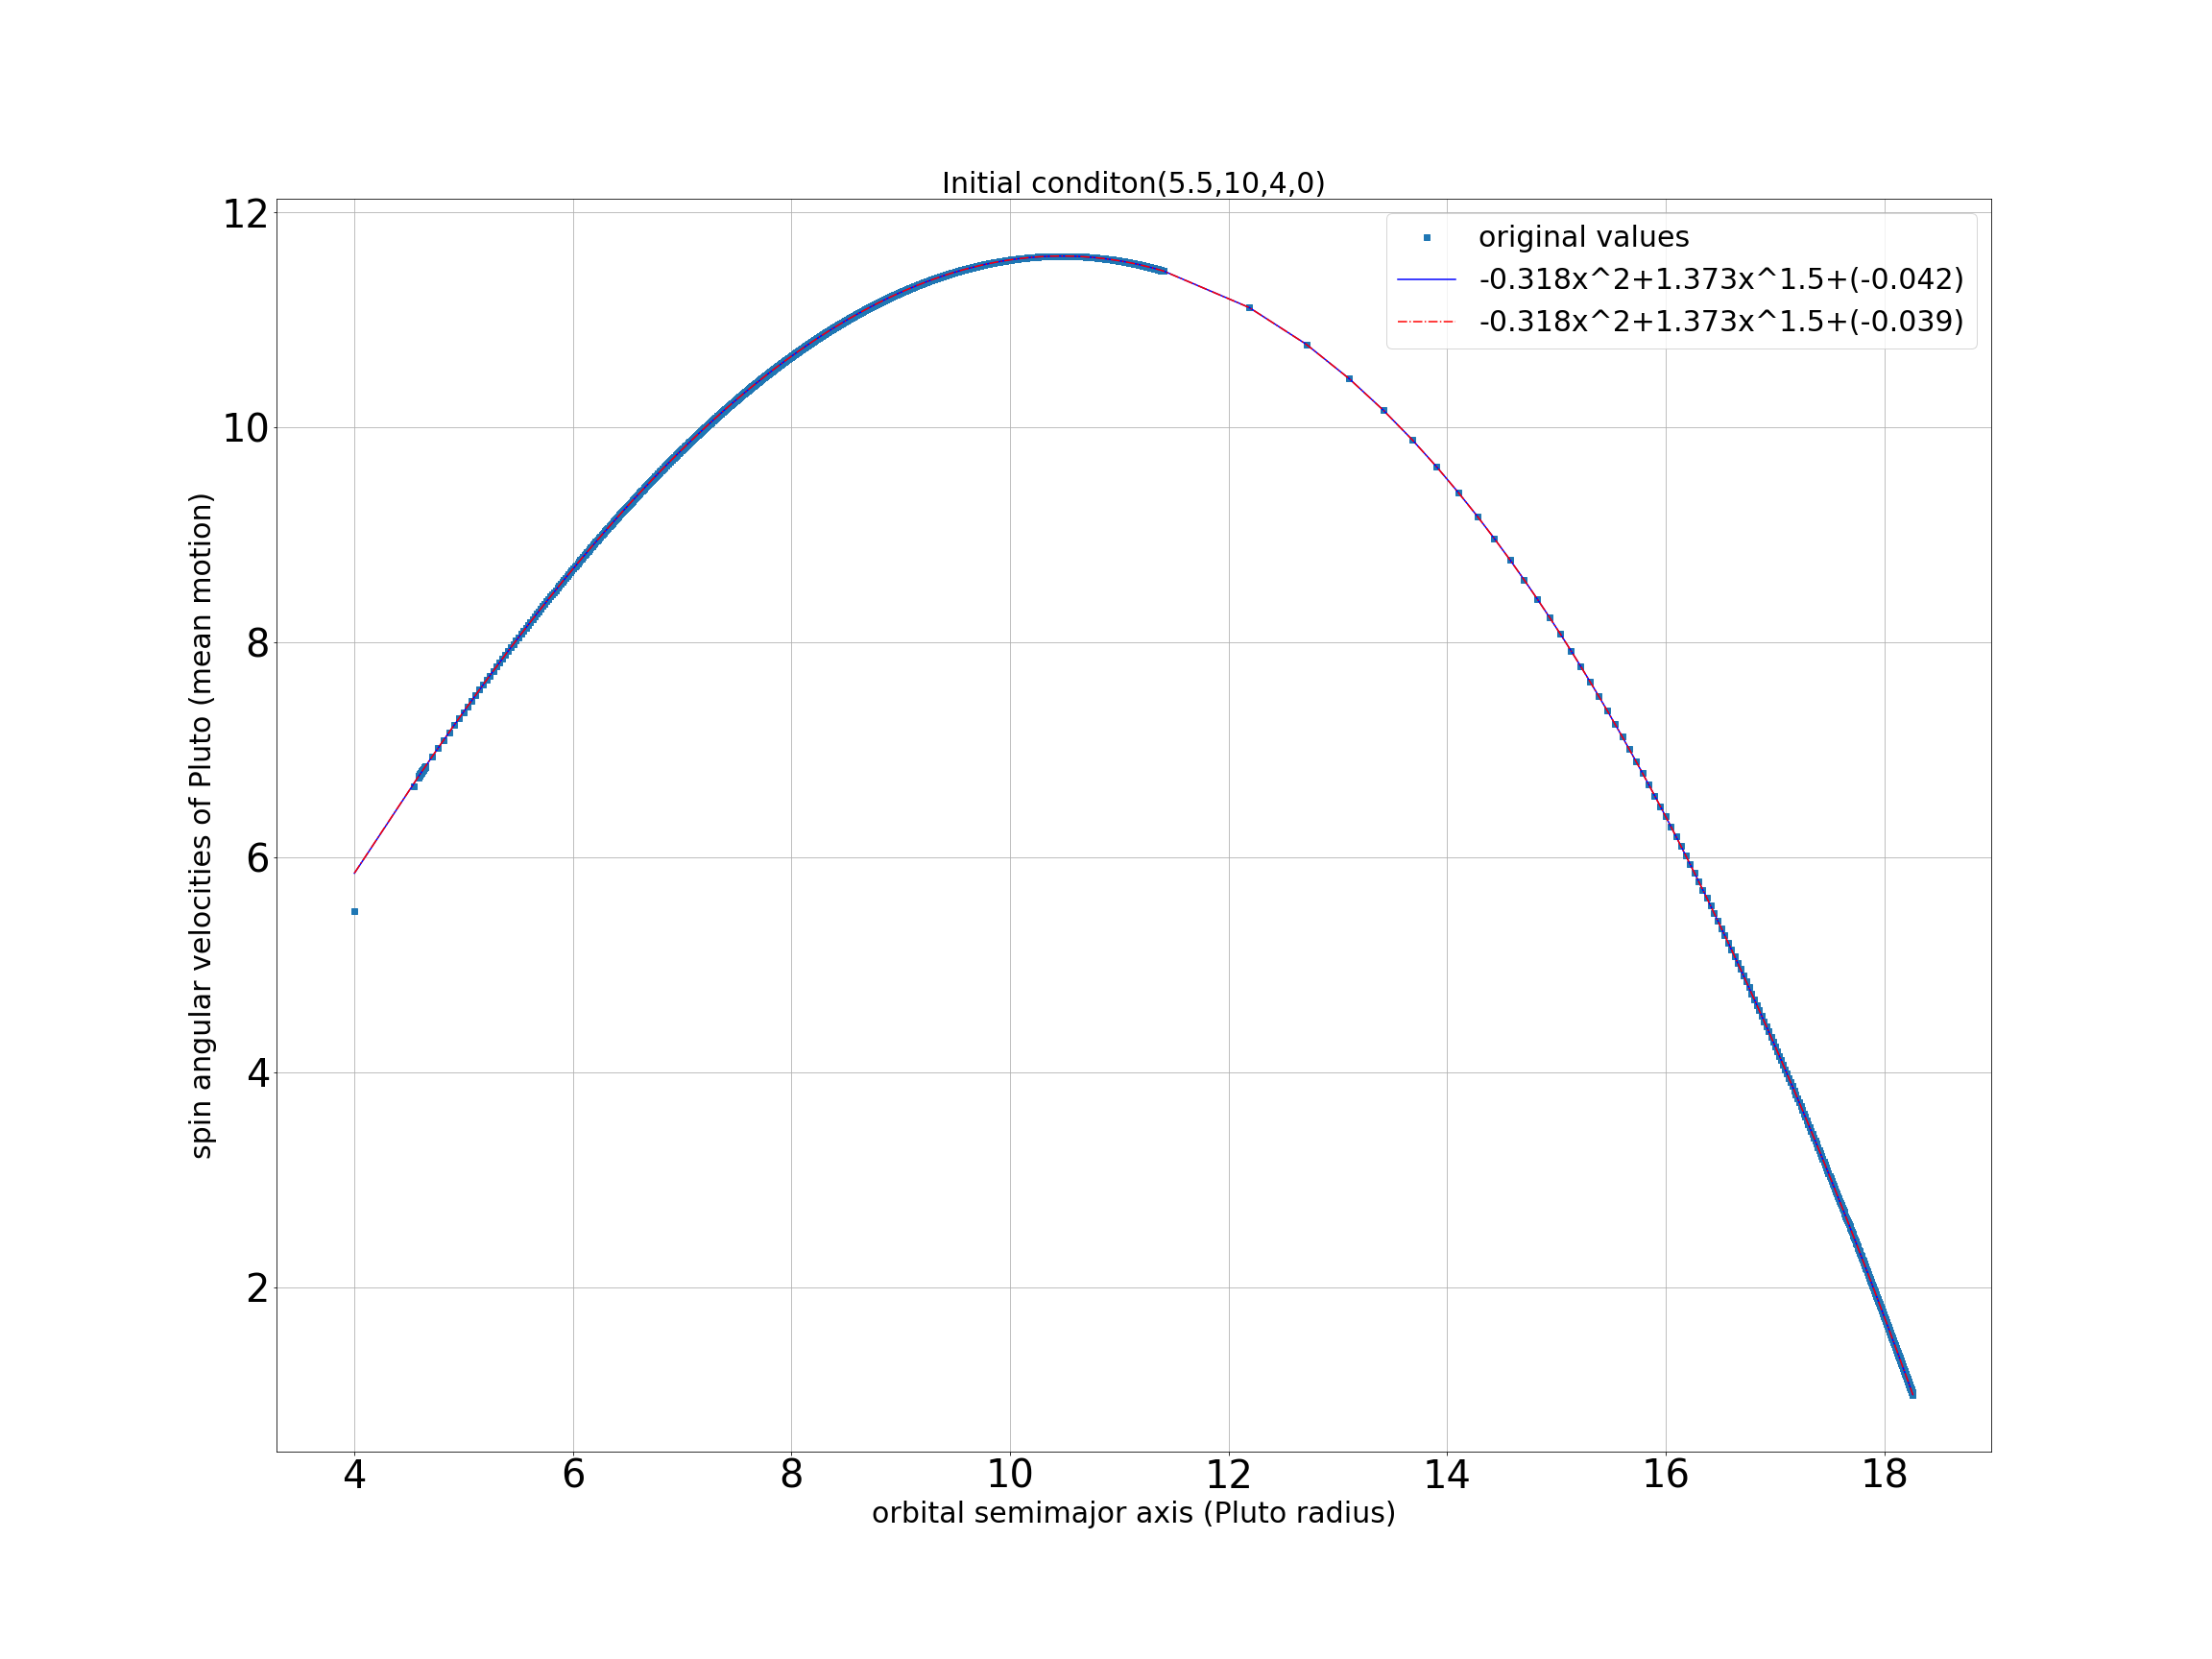 Initial conditon(5.5,10,4,0)
12
10
8
6
4
2
spin angular velocities of Pluto (mean motion)
original values
-0.318x^2+1.373x^1.5+(-0.042)
-0.318x^2+1.373x^1.5+(-0.039)
4 6 8 10 12 14 16 18
orbital semimajor axis (Pluto radius)